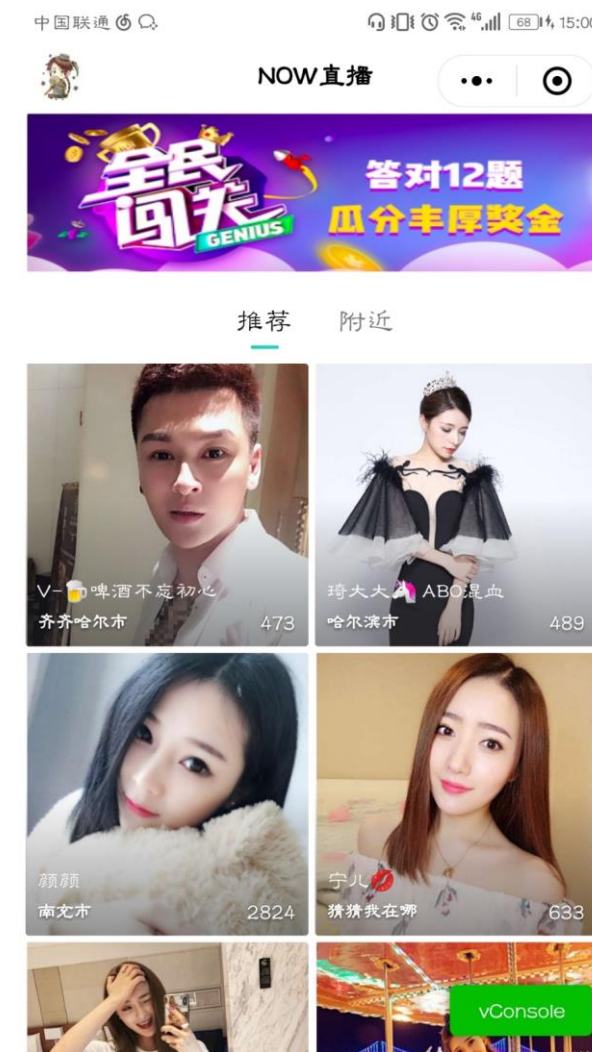 中国联通
4G
68
15:00
NOW直播
全民
闯关
GENIUS
答对12题
瓜分丰厚奖金
推荐 附近
V-🍺啤酒不忘初心
齐齐哈尔市 473
琦大大🦄 ABO混血
哈尔滨市 489
颜颜
南充市 2824
宁儿💋
猜猜我在哪 633
vConsole